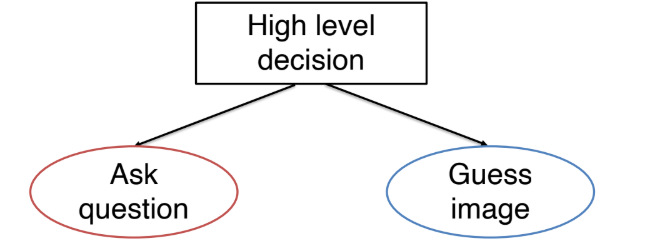 High level
decision
Ask
question
Guess
image